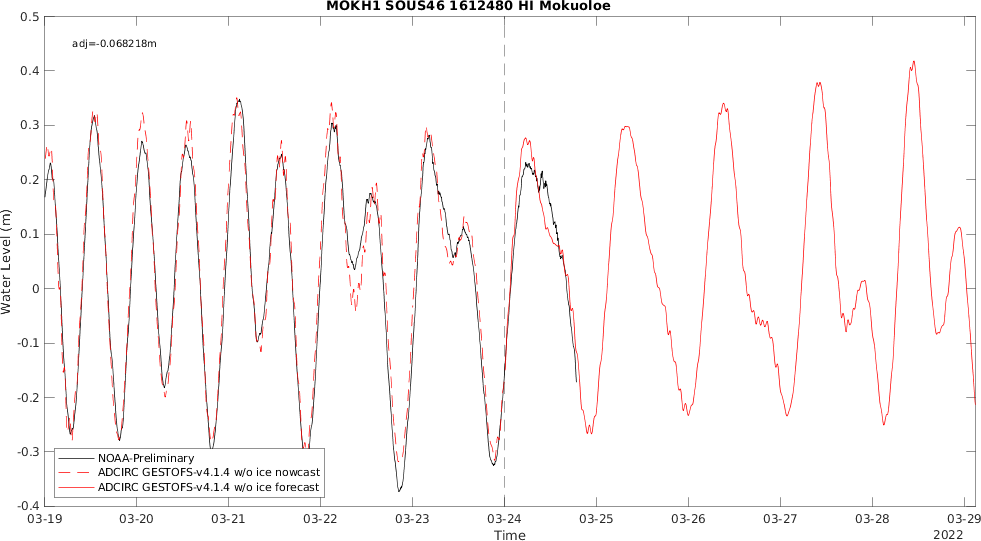 MOKH1 SOUS46 1612480 HI Mokuoloe
adj=-0.068218m
Water Level (m)
0.5
0.4
0.3
0.2
0.1
0
-0.1
-0.2
-0.3
-0.4
NOAA-Preliminary
ADCIRC GESTOFS-v4.1.4 w/o ice nowcast
ADCIRC GESTOFS-v4.1.4 w/o ice forecast
03-19 03-20 03-21 03-22 03-23 03-24 03-25 03-26 03-27 03-28 03-29
Time
2022